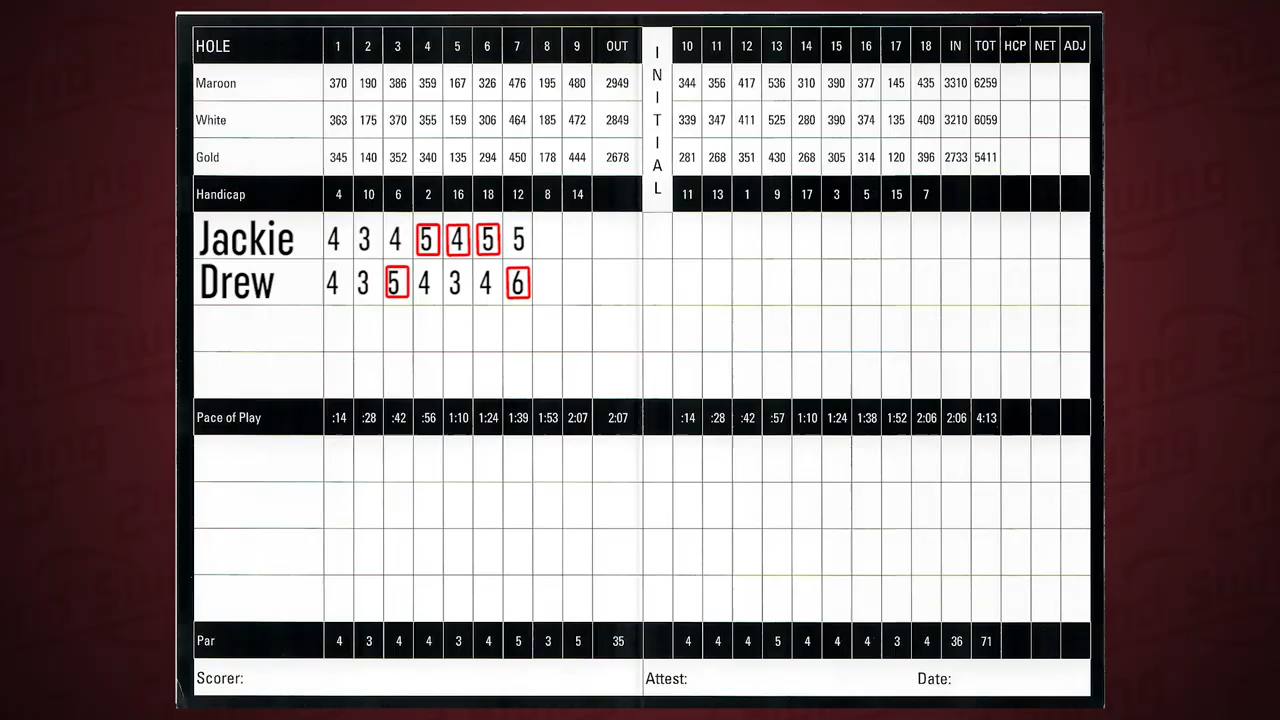 HOLE 1 2 3 4 5 6 7 8 9 OUT INITIAL 10 11 12 13 14 15 16 17 18 IN TOT HCP NET ADJ
Maroon 370 190 386 359 167 326 476 195 480 2949 344 356 417 536 310 390 377 145 435 3310 6259
White 363 175 370 355 159 306 464 185 472 2849 339 347 411 525 280 390 374 135 409 3210 6059
Gold 345 140 352 340 135 294 450 178 444 2678 281 268 351 430 268 305 314 120 396 2733 5411
Handicap 4 10 6 2 16 18 12 8 14 11 13 1 9 17 3 5 15 7
Jackie 4 3 4 5 4 5 5
Drew 4 3 5 4 3 4 6
Pace of Play :14 :28 :42 :56 1:10 1:24 1:39 1:53 2:07 2:07 :14 :28 :42 :57 1:10 1:24 1:38 1:52 2:06 2:06 4:13
Par 4 3 4 4 3 4 5 3 5 35 4 4 4 5 4 4 4 3 4 36 71
Scorer: Attest: Date: